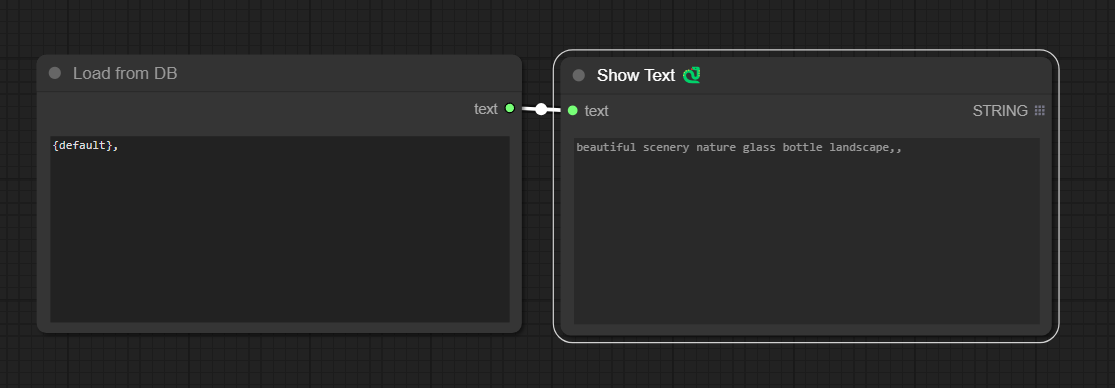 Load from DB
text
{default},
Show Text
text
STRING
beautiful scenery nature glass bottle landscape,,